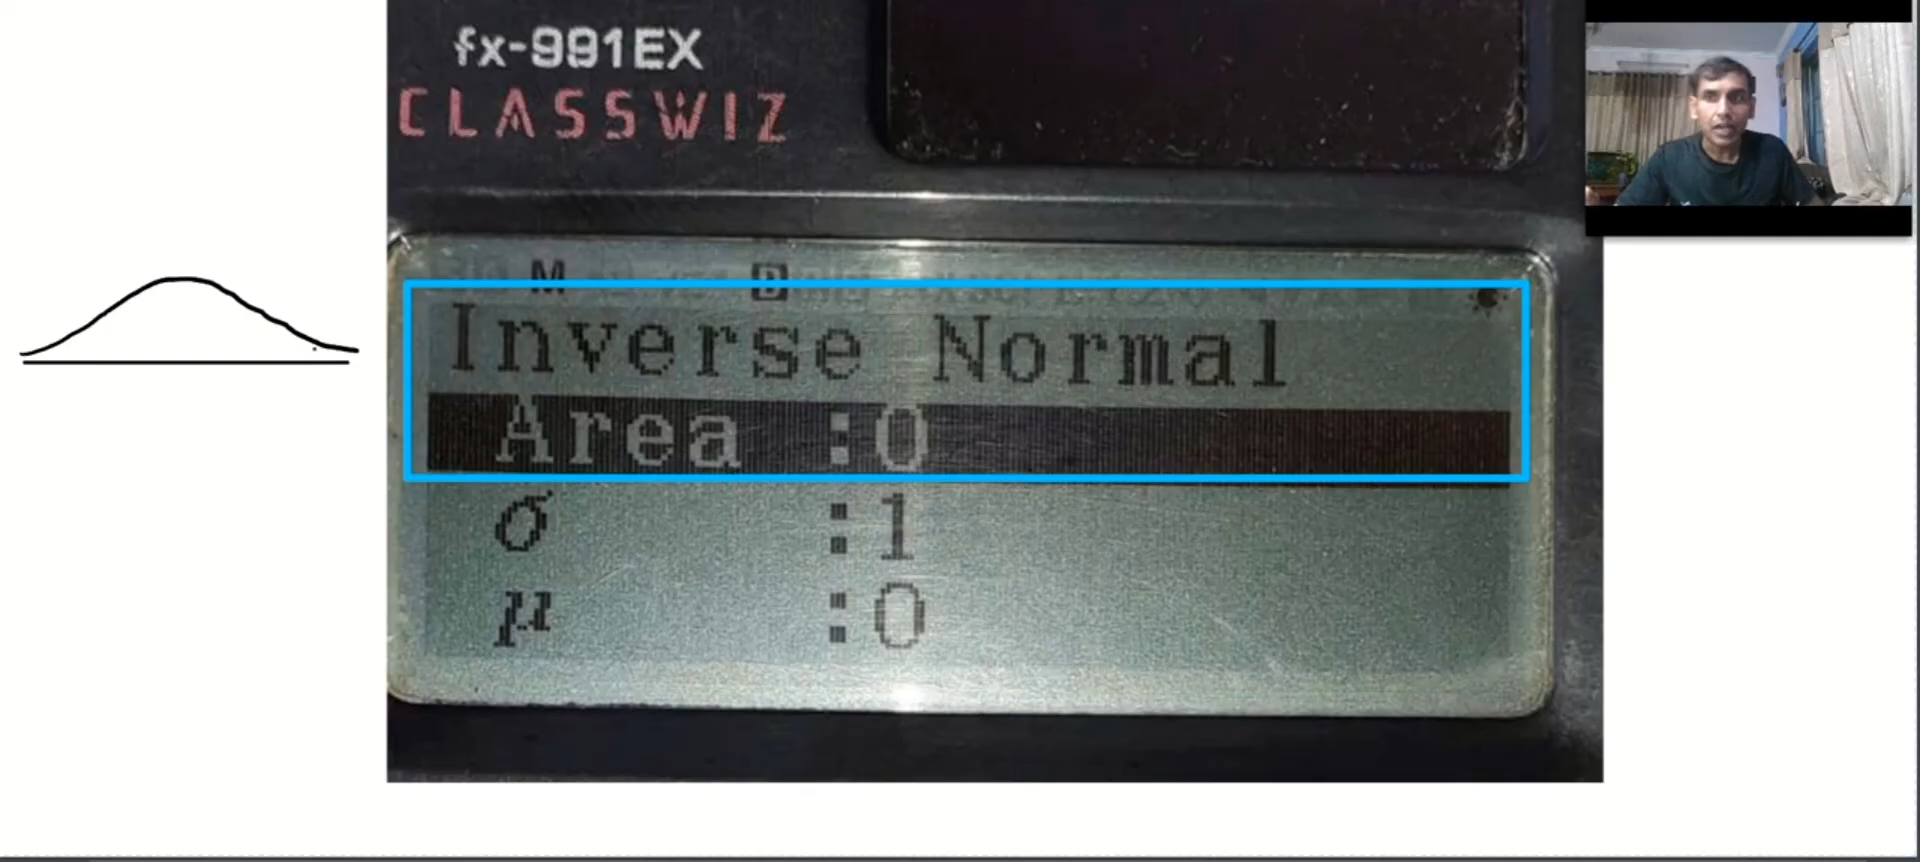 fx-991EX
CLASSWIZ
M D
Inverse Normal
Area :0
σ :1
μ :0